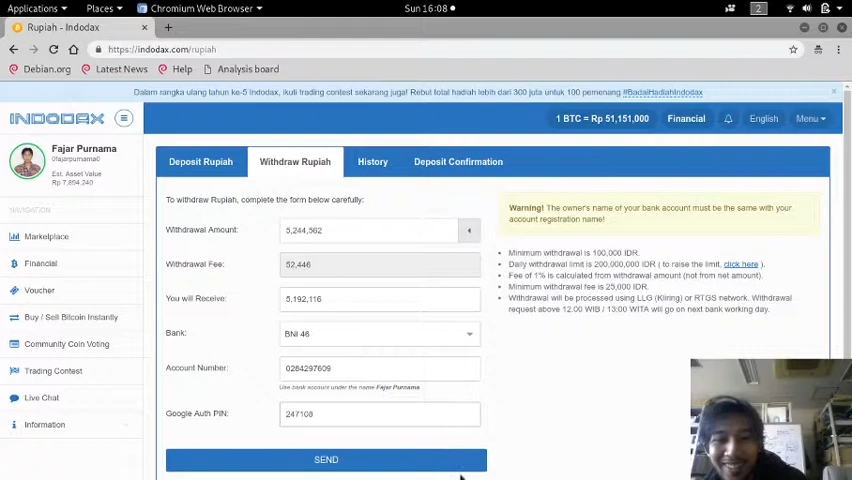 Applications Places Chromium Web Browser Sun 16:08 2
Rupiah - Indodax
https://indodax.com/rupiah
Debian.org Latest News Help Analysis board
Dalam rangka ulang tahun ke-5 Indodax, ikuti trading contest sekarang juga! Rebut total hadiah lebih dari 300 juta untuk 100 pemenang #BadaiHadiahIndodax
INDODAX 1 BTC = Rp 51,151,000 Financial English Menu
Fajar Purnama
0fajarpurnama0
Est. Asset Value
Rp 7,894,240
NAVIGATION
Marketplace
Financial
Voucher
Buy / Sell Bitcoin Instantly
Community Coin Voting
Trading Contest
Live Chat
Information
Deposit Rupiah Withdraw Rupiah History Deposit Confirmation
To withdraw Rupiah, complete the form below carefully:
Withdrawal Amount: 5,244,562
Withdrawal Fee: 52,446
You will Receive: 5,192,116
Bank: BNI 46
Account Number: 0284297609
Use bank account under the name Fajar Purnama
Google Auth PIN: 247108
SEND
Warning! The owner's name of your bank account must be the same with your
account registration name!
Minimum withdrawal is 100,000 IDR.
Daily withdrawal limit is 200,000,000 IDR ( to raise the limit, click here ).
Fee of 1% is calculated from withdrawal amount (not from net amount).
Minimum withdrawal fee is 25,000 IDR.
Withdrawal will be processed using LLG (Kliring) or RTGS network. Withdrawal
request above 12.00 WIB / 13:00 WITA will go on next bank working day.